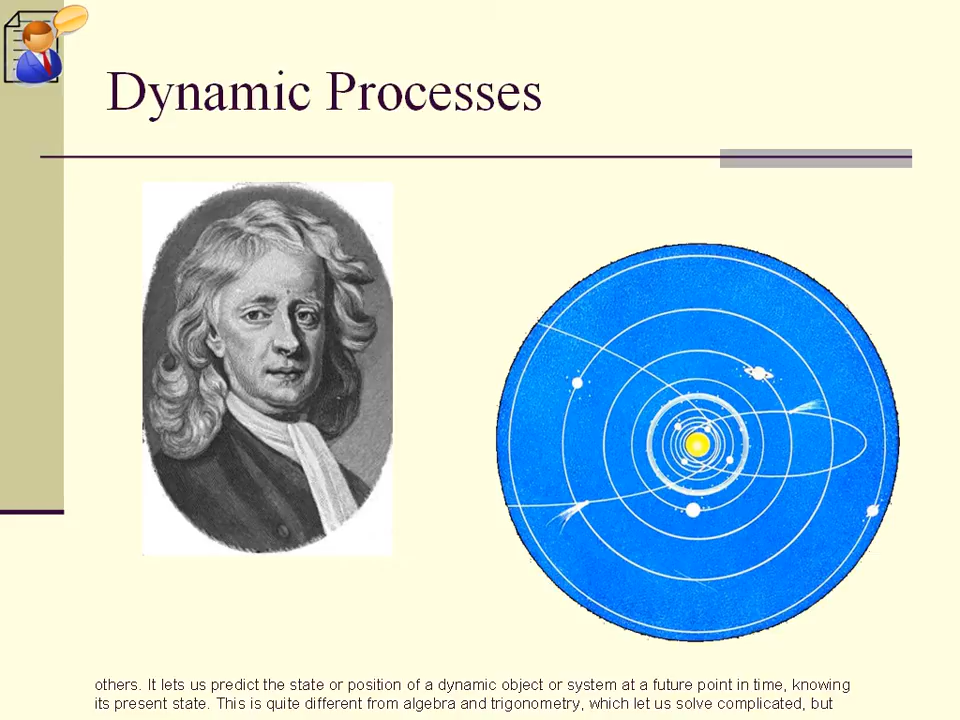 Dynamic Processes
others. It lets us predict the state or position of a dynamic object or system at a future point in time, knowing
its present state. This is quite different from algebra and trigonometry, which let us solve complicated, but